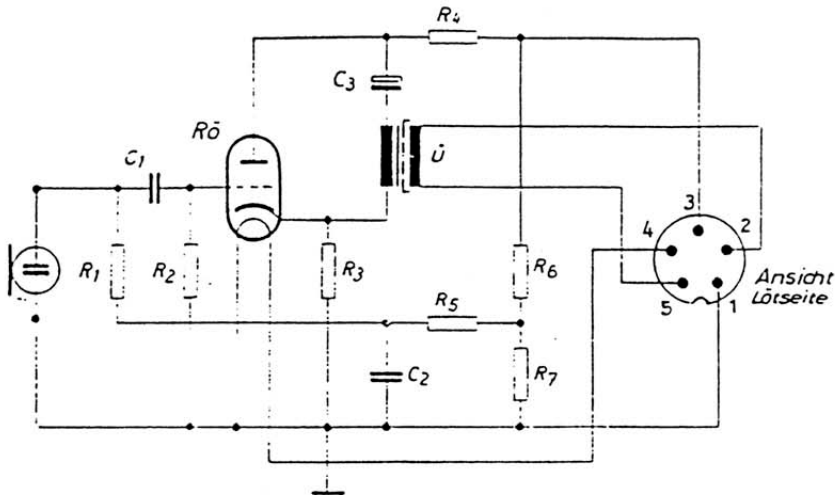 R4
C3
Rö
Ü
C1
3
4
2
R1
R2
R3
R6
Ansicht
Lötseite
R5
5
1
C2
R7